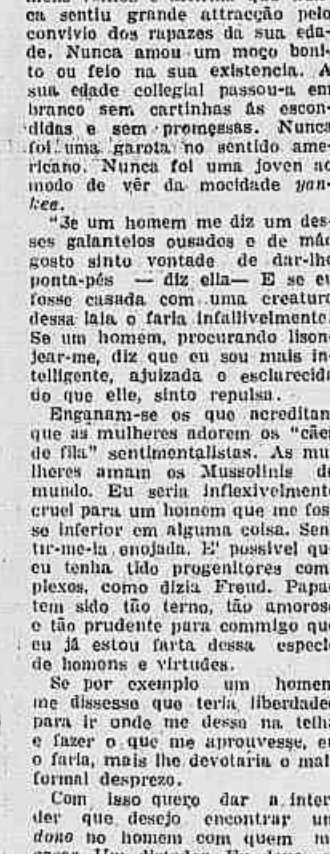 ca sentiu grande attracção pelo
convivio dos rapazes da sua eda-
de. Nunca amou um moço boni-
to ou feio na sua existencia. A
sua edade collegial passou-a em
branco sem cartinhas ás escon-
didas e sem promessas. Nunca
foi uma garota no sentido ame-
ricano. Nunca foi uma joven ao
modo de vêr da mocidade yan-
kee.
"Se um homem me diz um des-
ses galanteios ousados e de máo
gosto sinto vontade de dar-lhe
ponta-pés — diz ella — E se eu
fosse casada com uma creatura
dessa laia o faria infallivelmente.
Se um homem, procurando lison-
jear-me, diz que eu sou mais in-
telligente, ajuizada e esclarecida
do que elle, sinto repulsa.
Enganam-se os que acreditam
que as mulheres adorem os "cães
de fila" sentimentalistas. As mu-
lheres amam os Mussolinis do
mundo. Eu seria inflexivelmente
cruel para um homem que me fos-
se inferior em alguma coisa. Sen-
tir-me-ia enojada. E' possivel que
eu tenha tido progenitores com-
plexos, como dizia Freud. Papae
tem sido tão terno, tão amoroso
e tão prudente para commigo que
eu já estou farta dessa especie
de homens e virtudes.
Se por exemplo um homem
me dissesse que teria liberdade
para ir onde me desse na telha
e fazer o que me aprouvesse, eu
o faria, mais lhe devotaria o mais
formal desprezo.
Com isso quero dar a inten-
der que desejo encontrar um
dono no homem com quem me